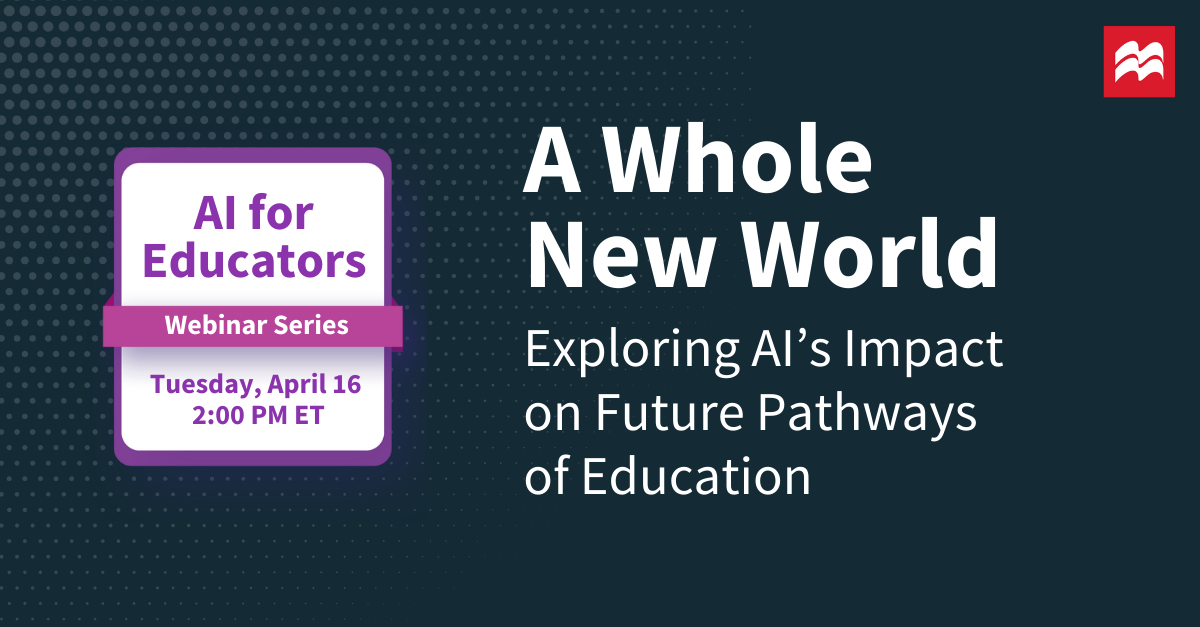 AI for
Educators
Webinar Series
Tuesday, April 16
2:00 PM ET
A Whole
New World
Exploring AI’s Impact
on Future Pathways
of Education